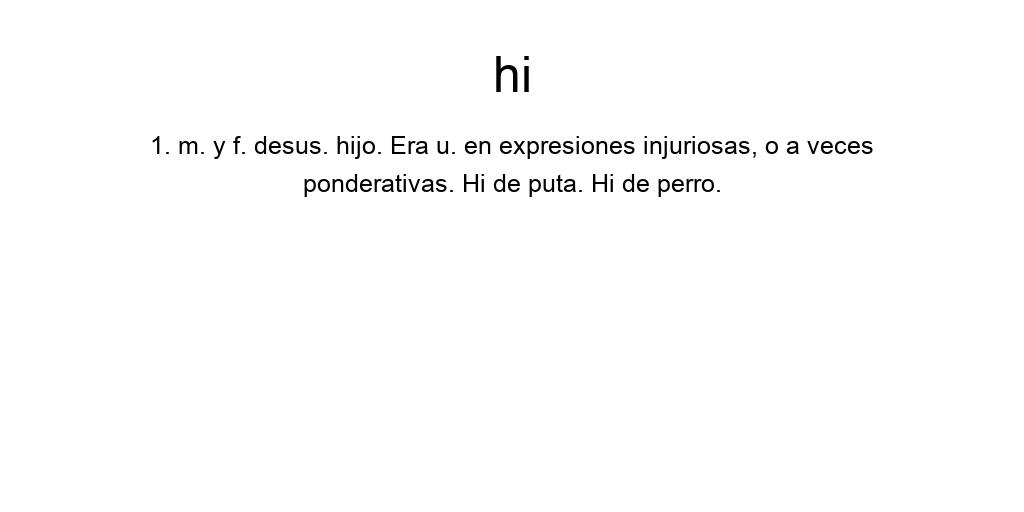 hi
1. m. y f. desus. hijo. Era u. en expresiones injuriosas, o a veces
ponderativas. Hi de puta. Hi de perro.